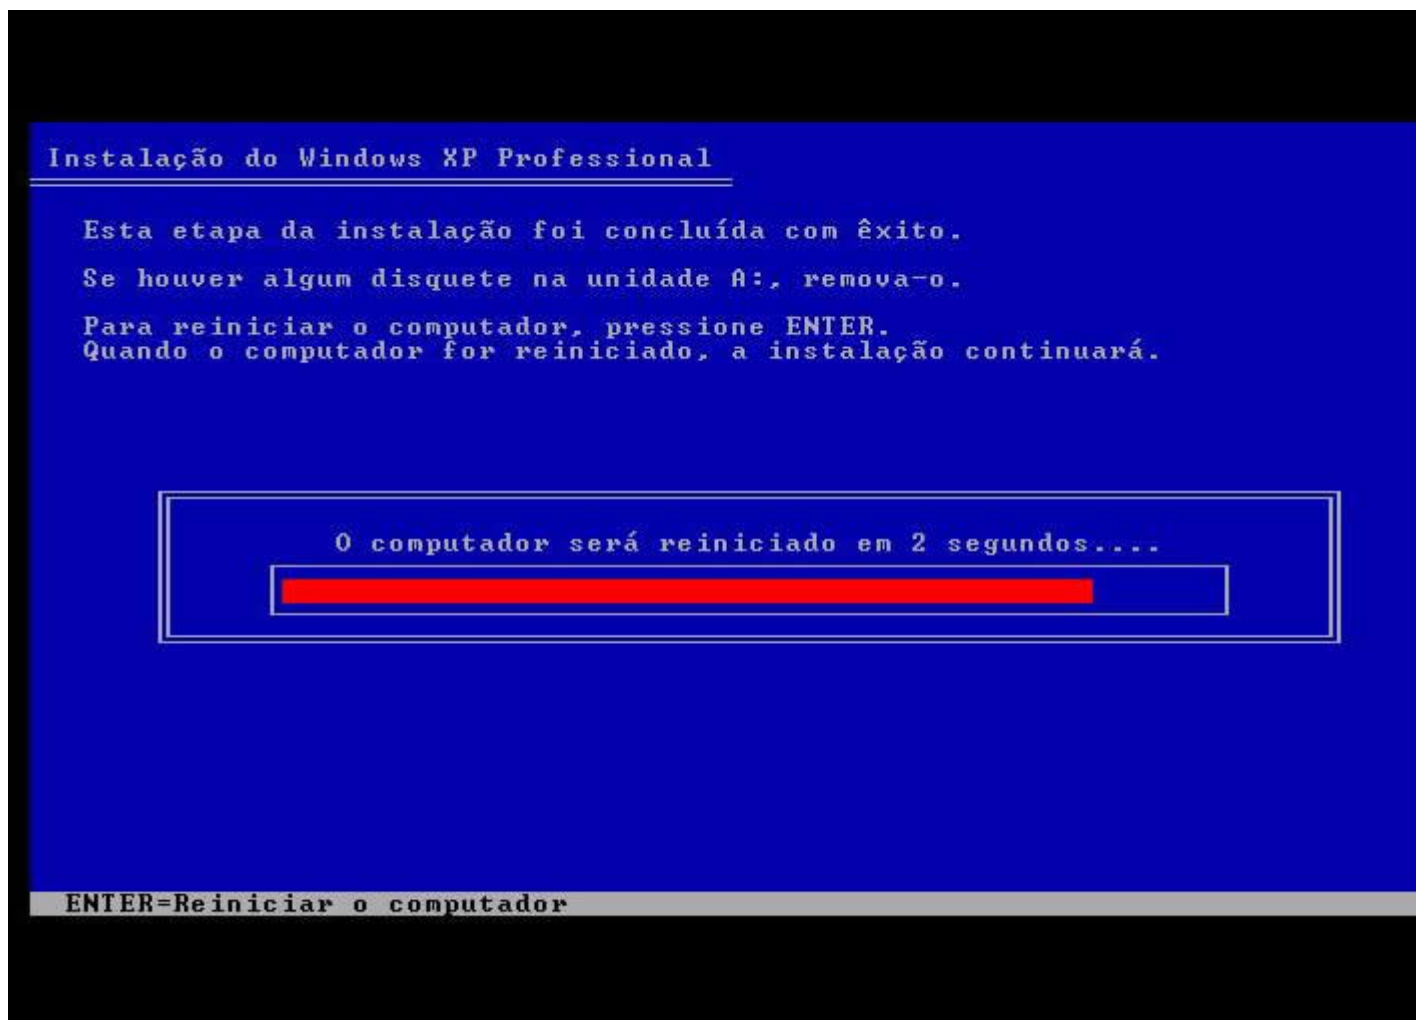 Instalação do Windows XP Professional
Esta etapa da instalação foi concluída com êxito.
Se houver algum disquete na unidade A:, remova-o.
Para reiniciar o computador, pressione ENTER.
Quando o computador for reiniciado, a instalação continuará.
O computador será reiniciado em 2 segundos....
ENTER=Reiniciar o computador